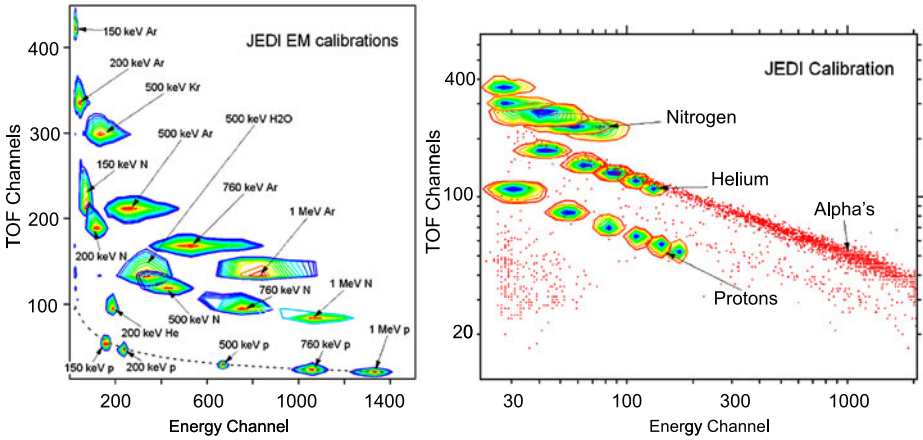 JEDI EM calibrations
TOF Channels
450
400
300
200
100
150 keV Ar
200 keV Ar
500 keV Kr
500 keV H2O
500 keV Ar
150 keV N
760 keV Ar
1 MeV Ar
200 keV N
500 keV N
760 keV N
1 MeV N
200 keV He
150 keV p
200 keV p
500 keV p
760 keV p
1 MeV p
200
600
1000
1400
Energy Channel
JEDI Calibration
TOF Channels
400
100
20
Nitrogen
Helium
Alpha's
Protons
30
100
300
1000
Energy Channel